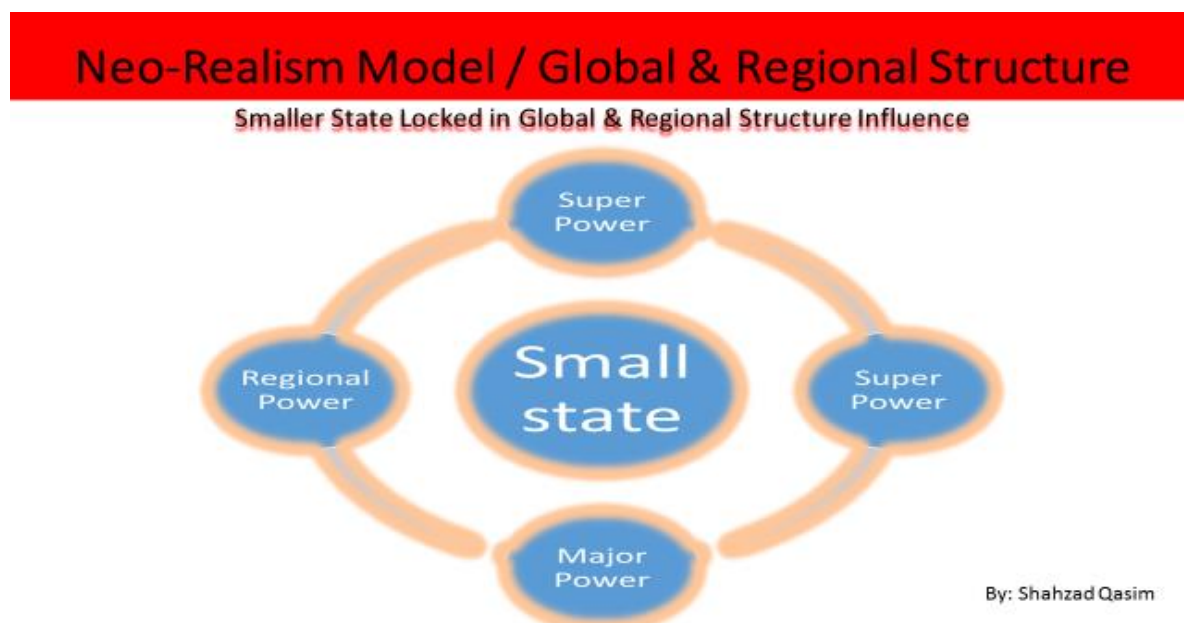 Neo-Realism Model / Global & Regional Structure
Smaller State Locked in Global & Regional Structure Influence
Super
Power
Regional
Power
Small
state
Super
Power
Major
Power
By: Shahzad Qasim